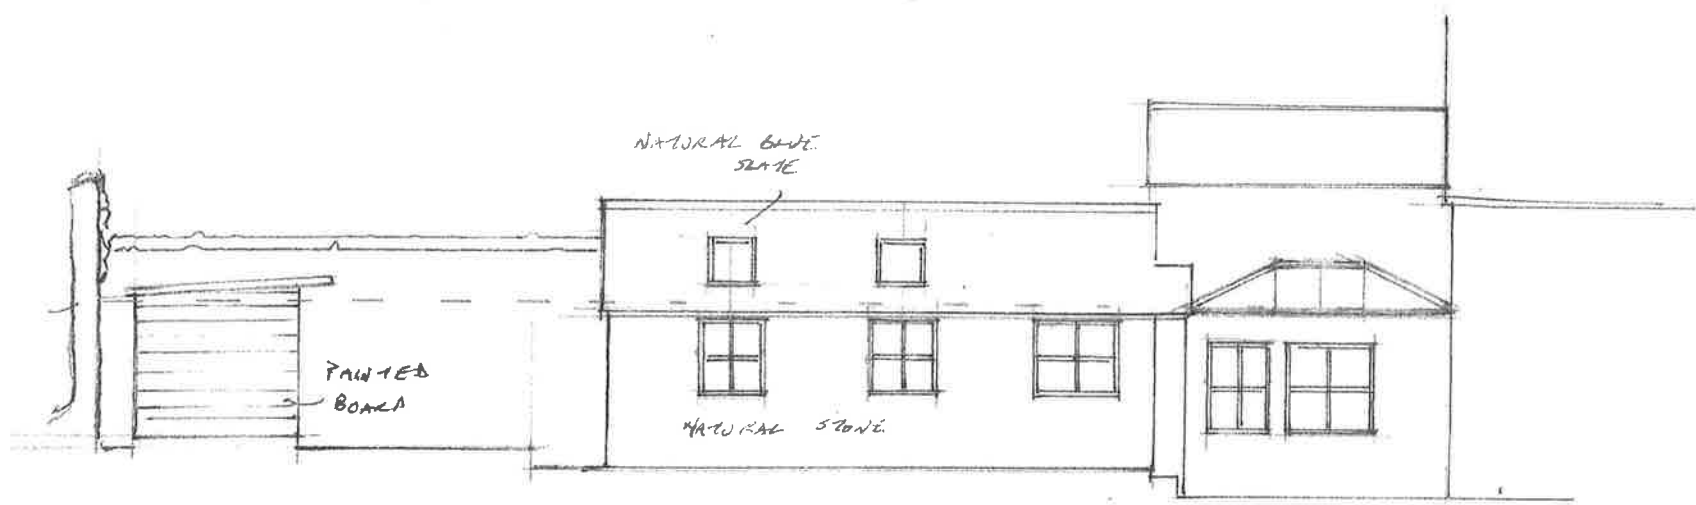 NATURAL BLUE
SLATE
PAINTED
BOARD
NATURAL STONE